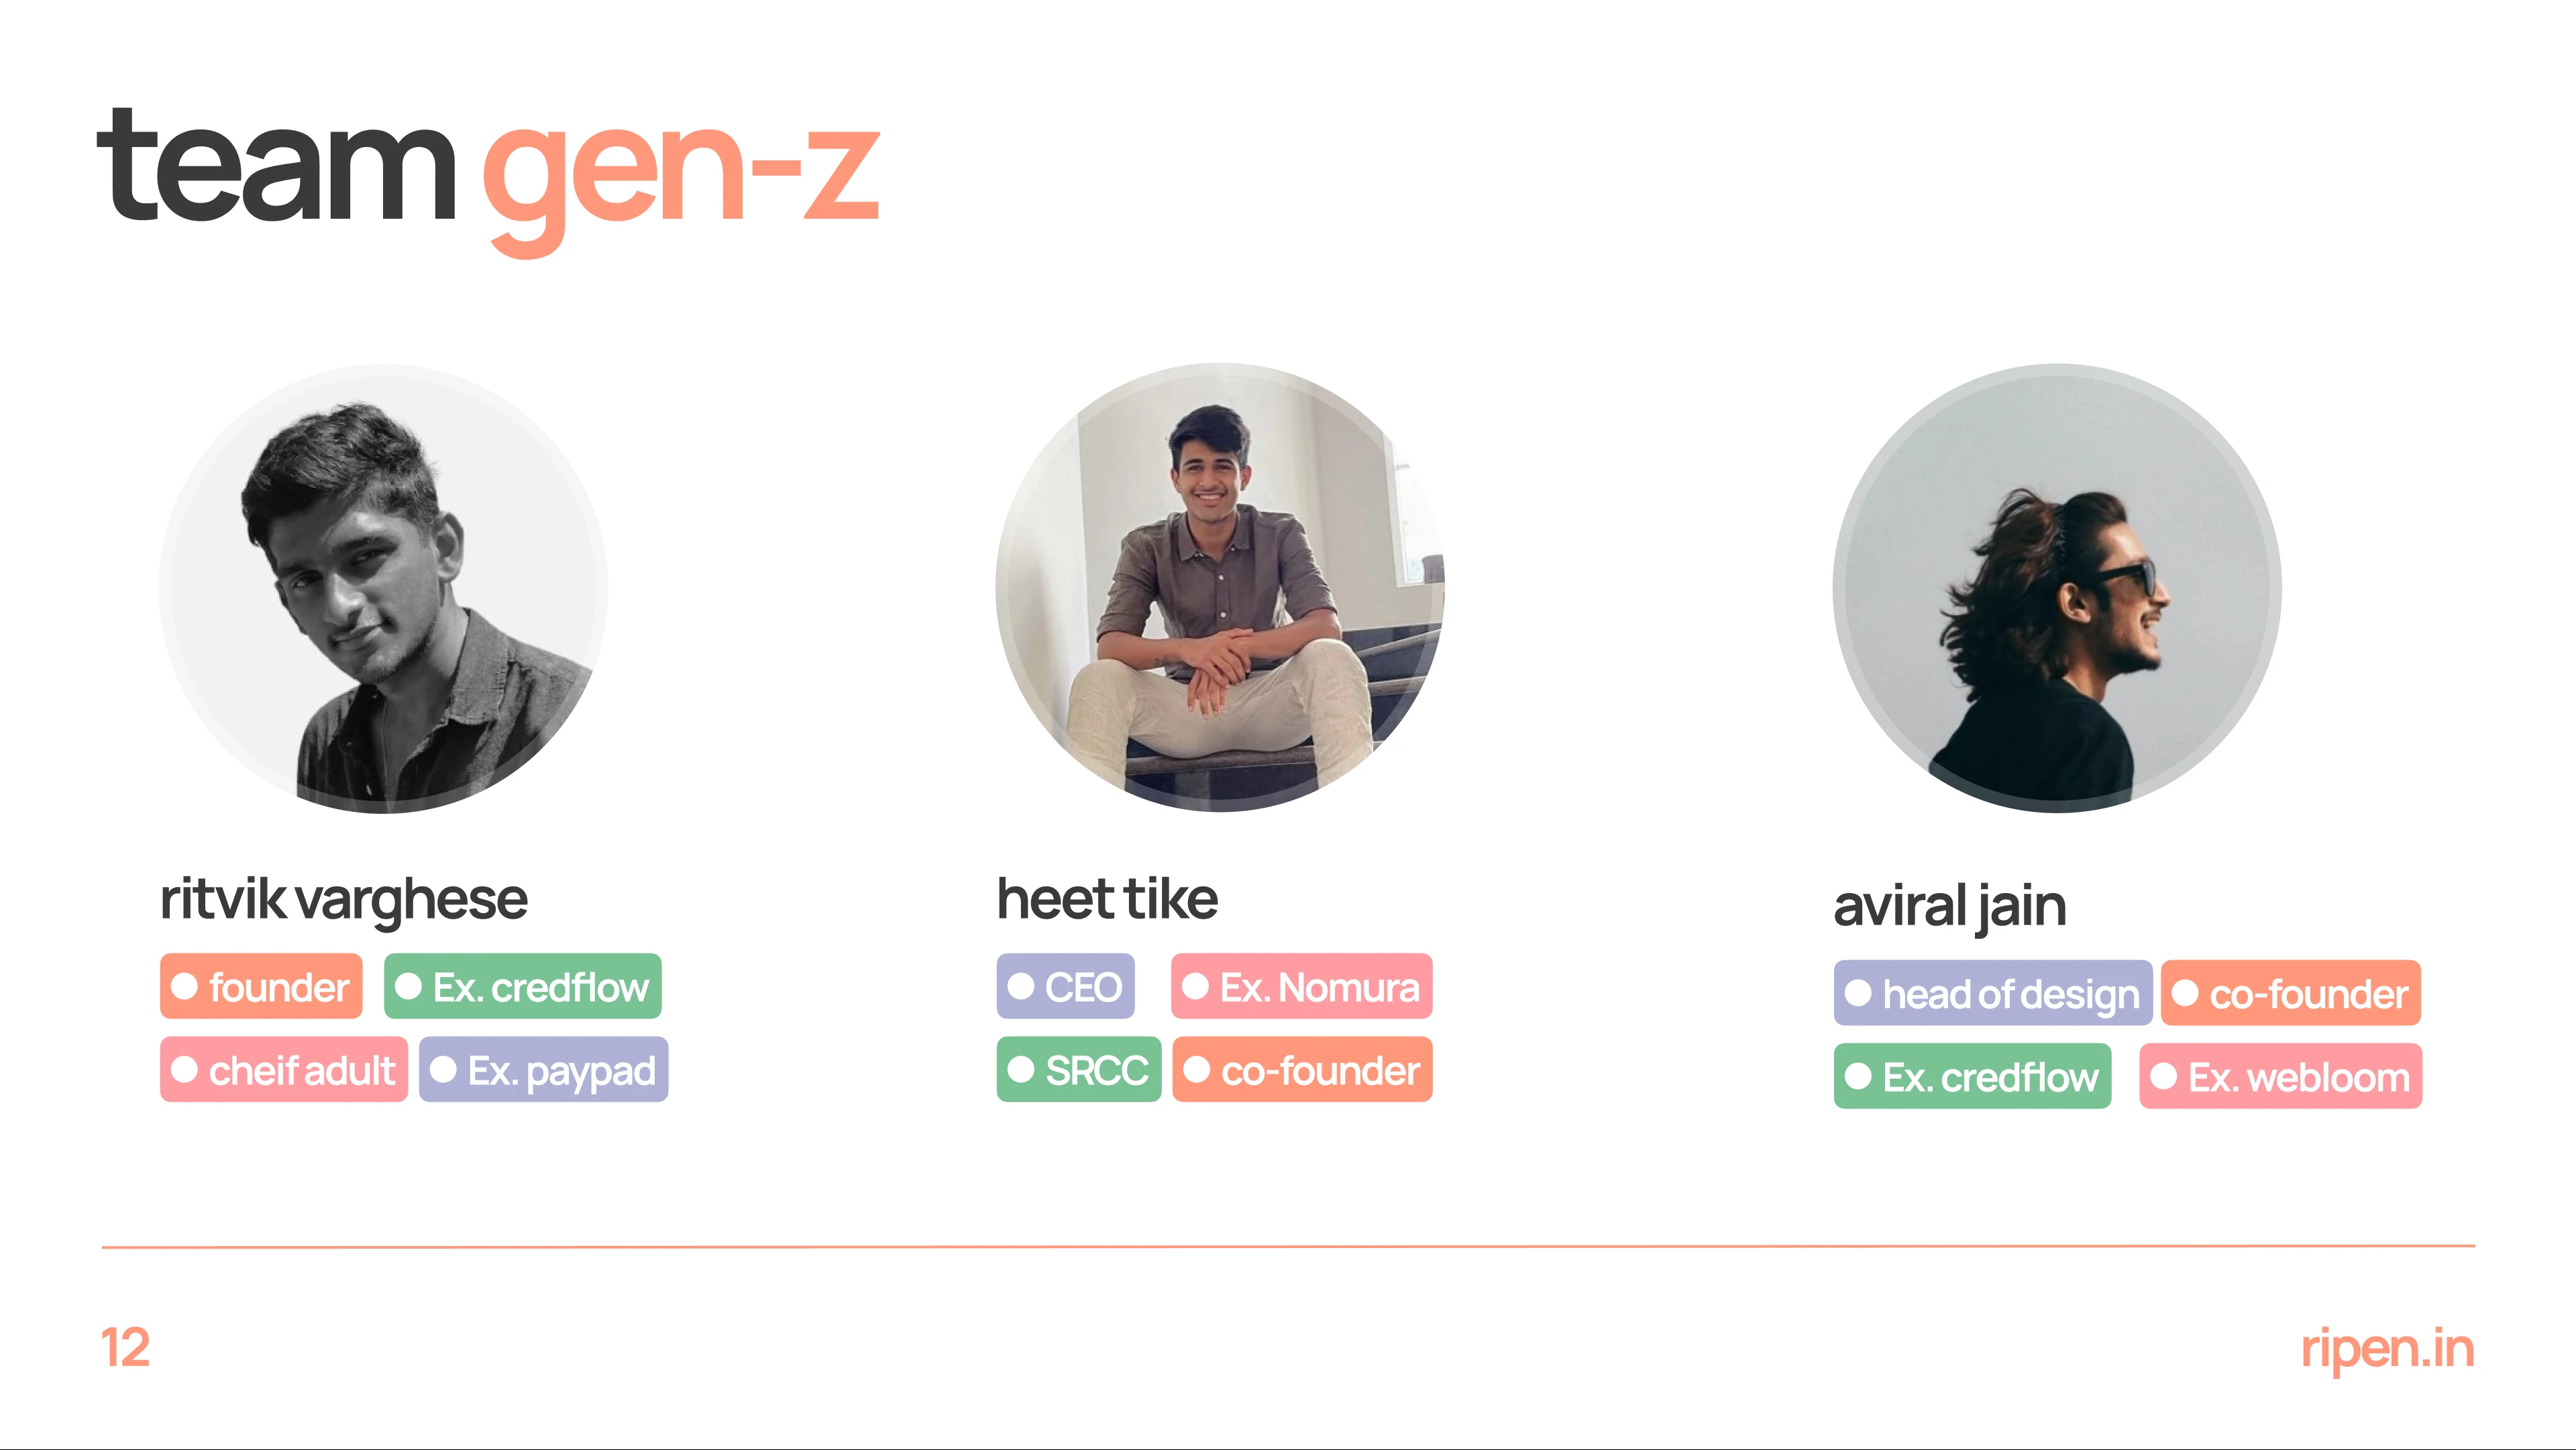 team gen-z
ritvik varghese
founder
Ex. credflow
cheif adult
Ex. paypad
heet tike
CEO
Ex. Nomura
SRCC
co-founder
aviral jain
head of design
co-founder
Ex. credflow
Ex. webloom
12
ripen.in